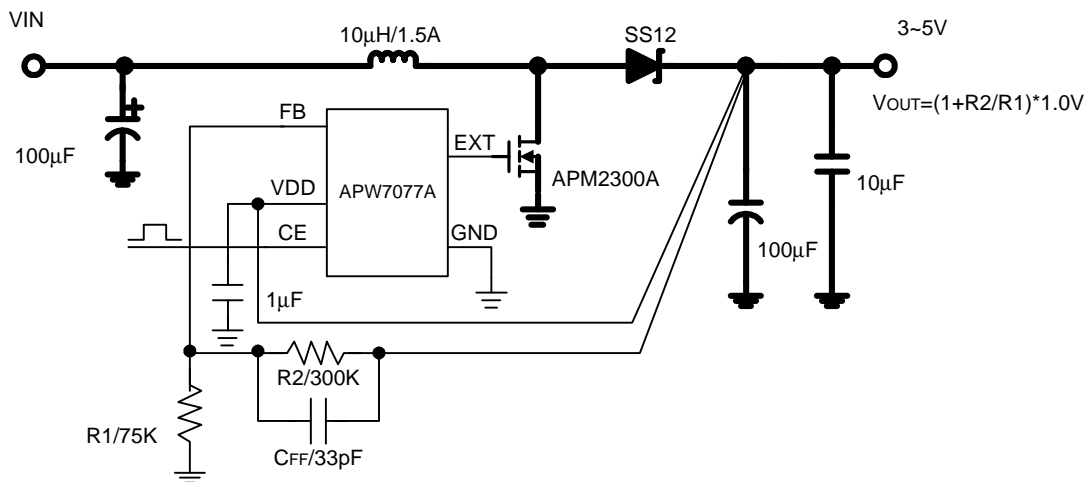 VIN
10μH/1.5A
SS12
3~5V
VOUT=(1+R2/R1)*1.0V
100μF
+
FB
EXT
VDD
APW7077A
APM2300A
CE
GND
10μF
100μF
1μF
R2/300K
R1/75K
CFF/33pF